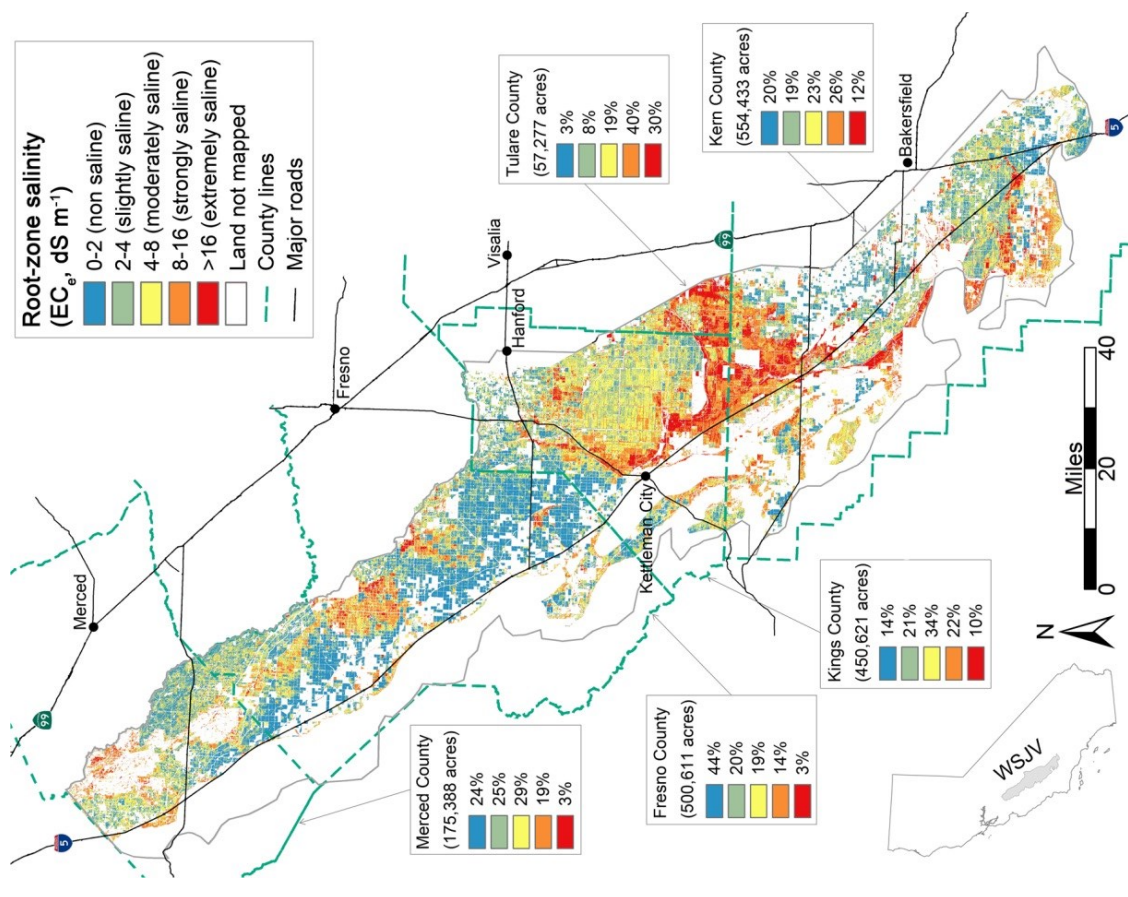 Root-zone salinity
(ECe, dS m-1)
0-2 (non saline)
2-4 (slightly saline)
4-8 (moderately saline)
8-16 (strongly saline)
>16 (extremely saline)
Land not mapped
County lines
Major roads
Merced
99
5
Fresno
Visalia
Hanford
Kettleman City
99
Bakersfield
5
Tulare County
(57,277 acres)
3%
8%
19%
40%
30%
Kern County
(554,433 acres)
20%
19%
23%
26%
12%
Merced County
(175,388 acres)
24%
25%
29%
19%
3%
Fresno County
(500,611 acres)
44%
20%
19%
14%
3%
Kings County
(450,621 acres)
14%
21%
34%
22%
10%
WSJV
N
Miles
0
20
40